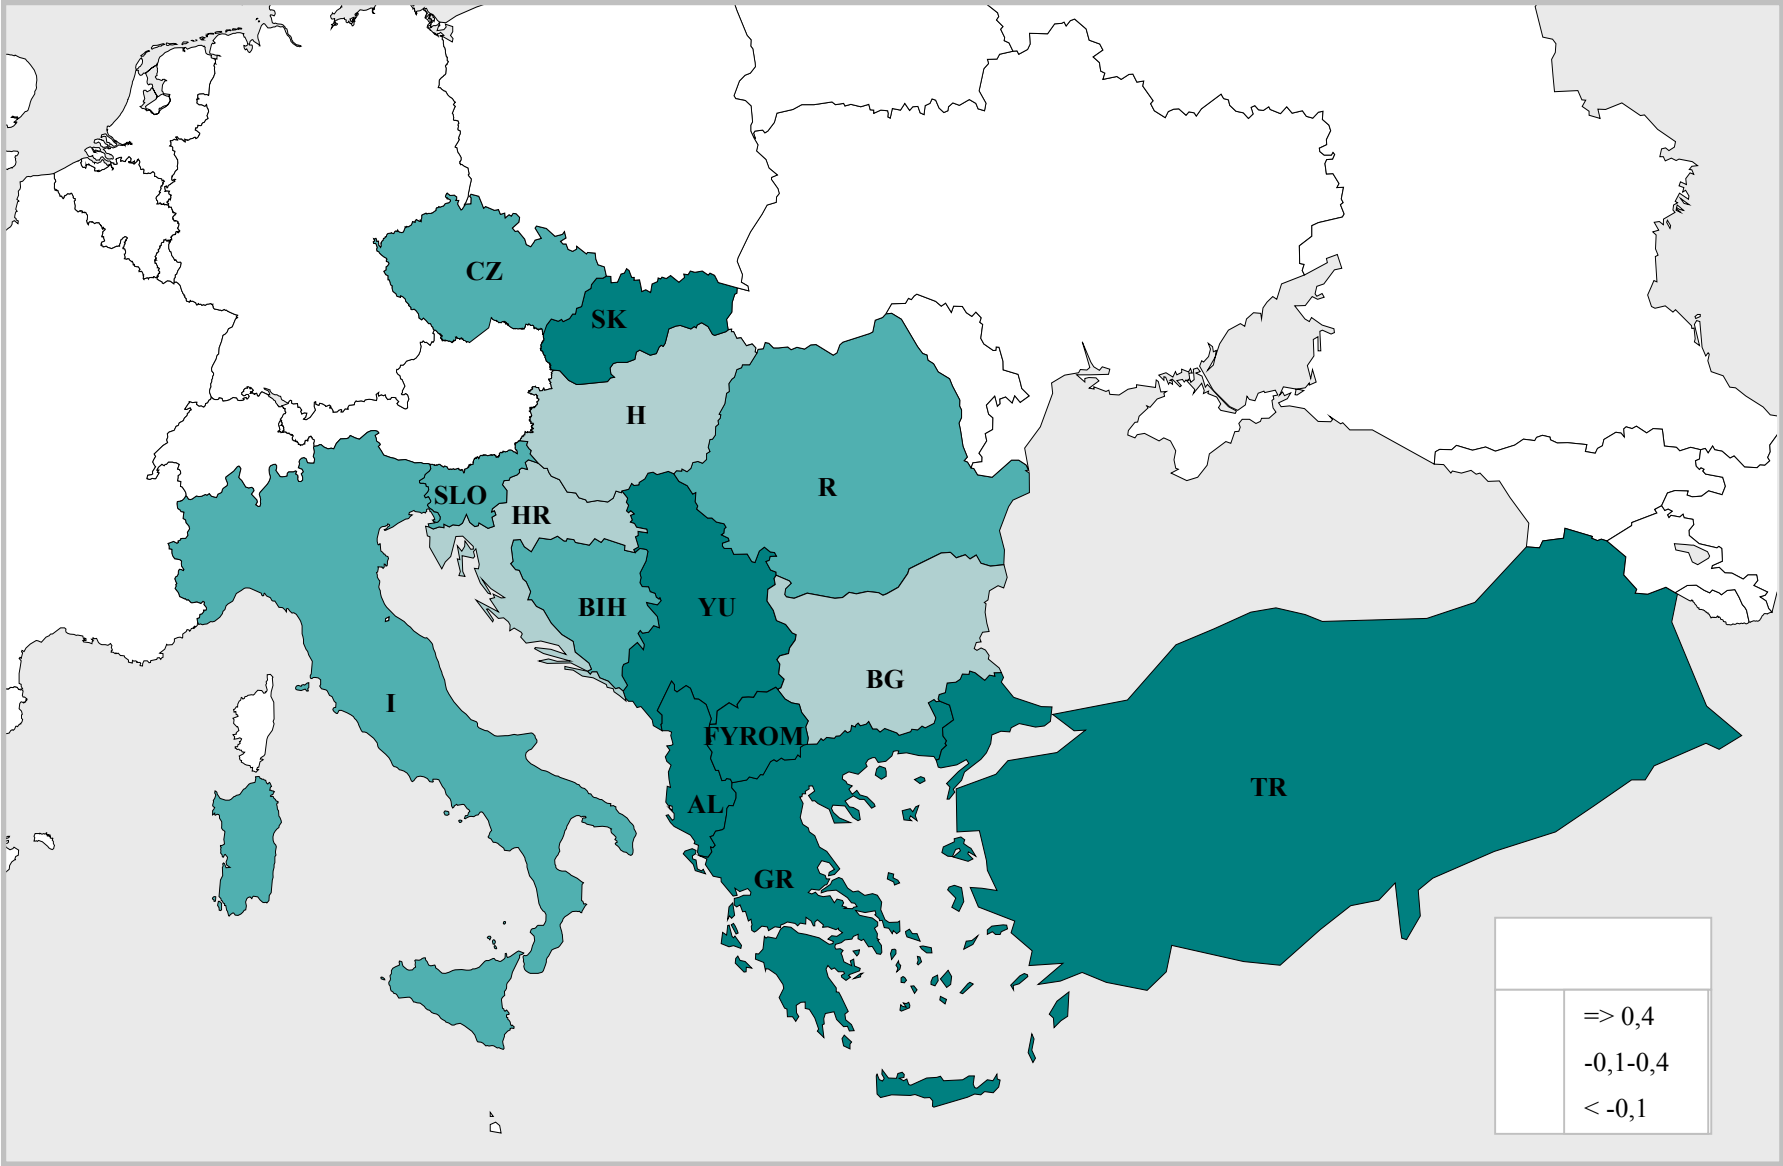 CZ
SK
H
R
SLO
HR
BIH
YU
BG
I
FYROM
AL
TR
GR
=> 0,4
-0,1-0,4
< -0,1